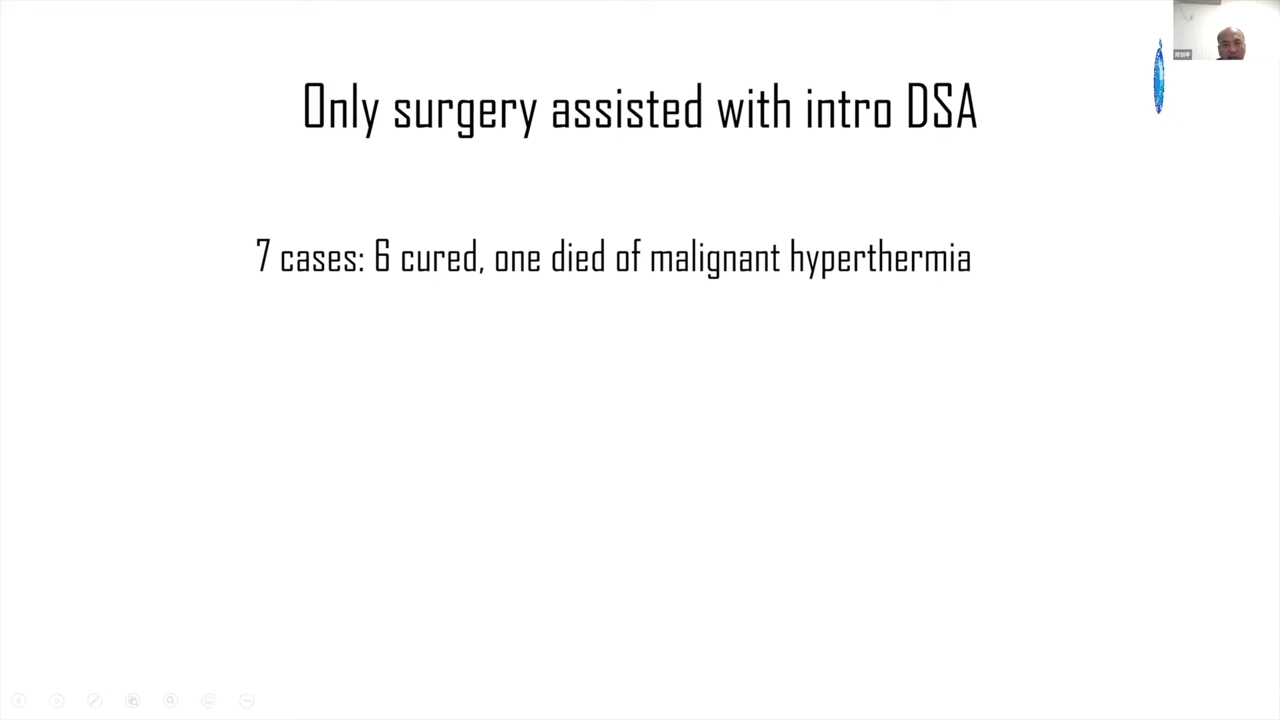 Only surgery assisted with intro DSA
7 cases: 6 cured, one died of malignant hyperthermia